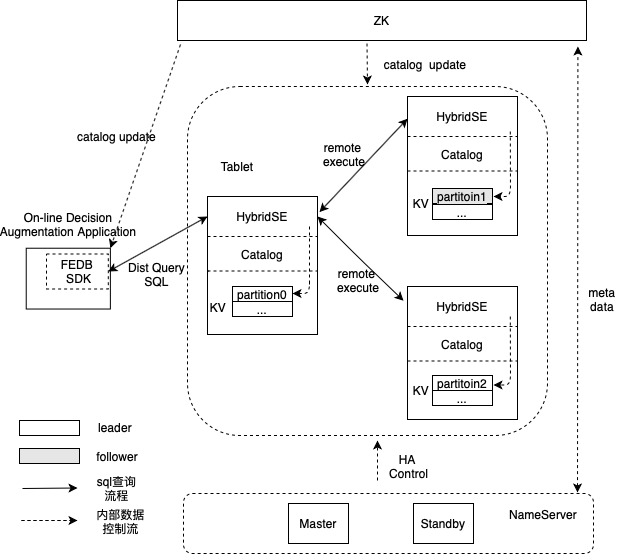 ZK
catalog update
catalog update
Tablet
remote
execute
HybridSE
Catalog
KV
partitoin1
...
On-line Decision
Augmentation Application
FEDB
SDK
Dist Query
SQL
HybridSE
Catalog
KV
partition0
...
remote
execute
HybridSE
Catalog
KV
partitoin2
...
meta
data
leader
follower
sql查询
流程
内部数据
控制流
HA
Control
NameServer
Master
Standby